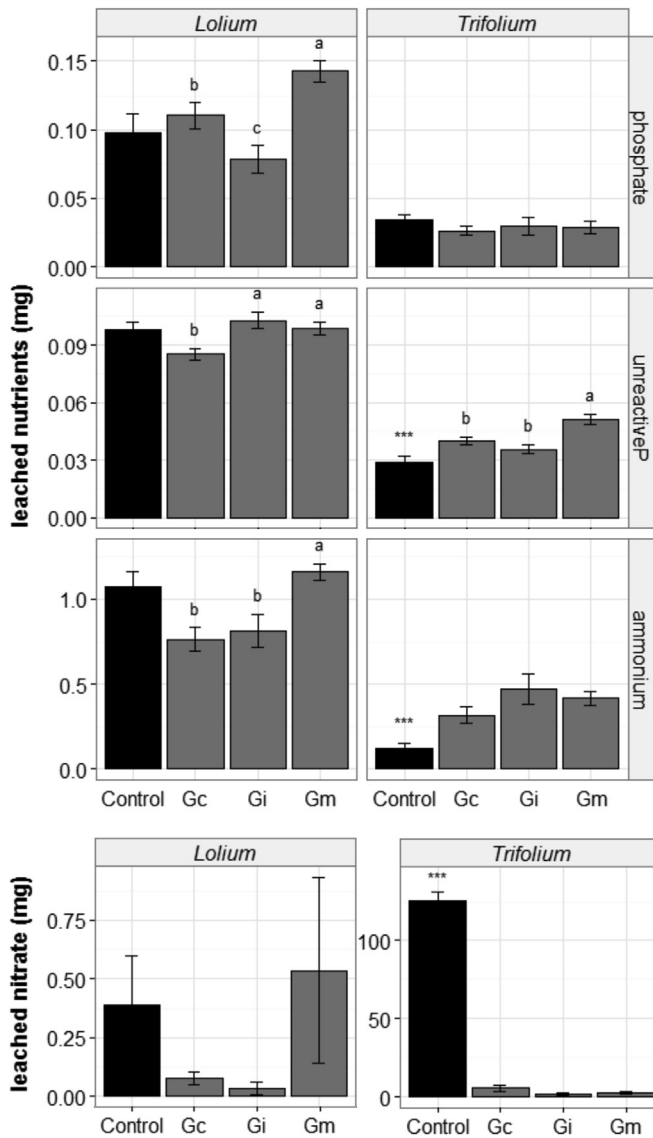 Lolium Trifolium
a
0.15
b
c
0.10
0.05
0.00
phosphate
a a
b
0.09
a
0.06
b b
***
0.03
0.00
unreactiveP
leached nutrients (mg)
a
1.0
b b
0.5
***
0.0
ammonium
Control Gc Gi Gm Control Gc Gi Gm
Lolium Trifolium
***
0.75
100
0.50
50
0.25
0.00 0
leached nitrate (mg)
Control Gc Gi Gm Control Gc Gi Gm